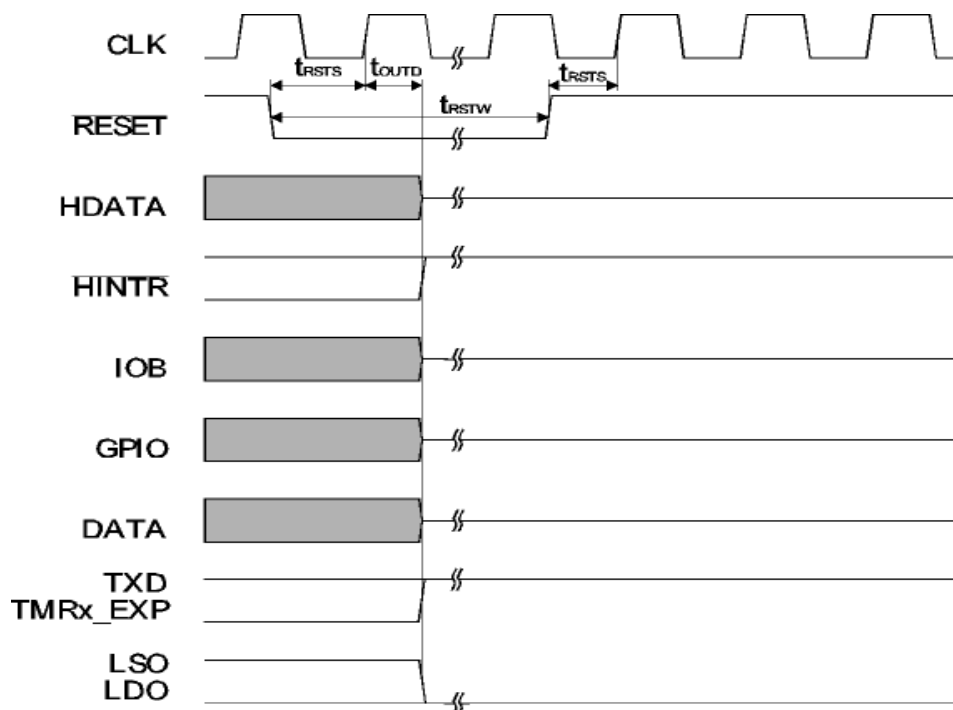 CLK
tRSTS tOUTD tRSTS
tRSTW
RESET
HDATA
HINTR
IOB
GPIO
DATA
TXD
TMRx_EXP
LSO
LDO